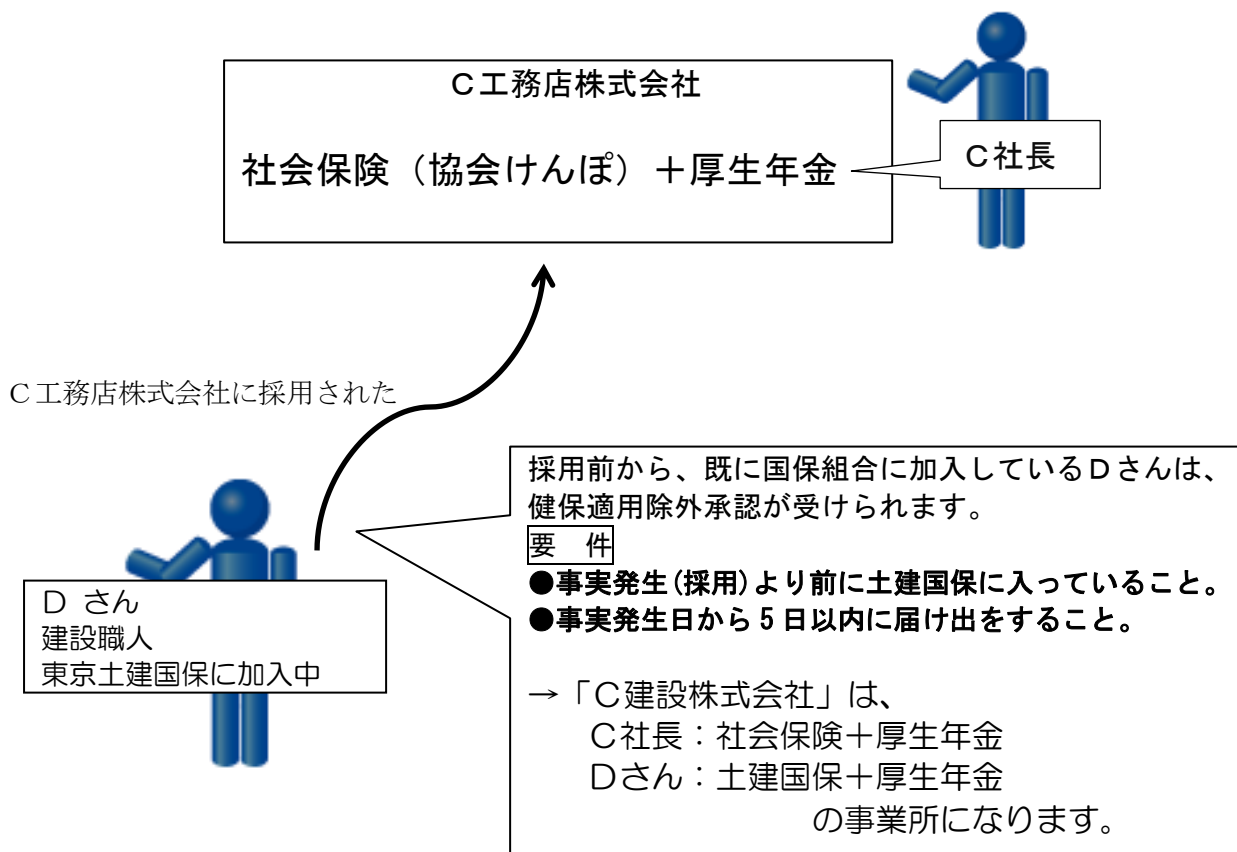 C工務店株式会社
社会保険（協会けんぽ）＋厚生年金
C社長
C工務店株式会社に採用された
D さん
建設職人
東京土建国保に加入中
採用前から、既に国保組合に加入しているDさんは、
健保適用除外承認が受けられます。
要　件
●事実発生(採用)より前に土建国保に入っていること。
●事実発生日から５日以内に届け出をすること。
→「C建設株式会社」は、
C社長：社会保険＋厚生年金
Dさん：土建国保＋厚生年金
の事業所になります。